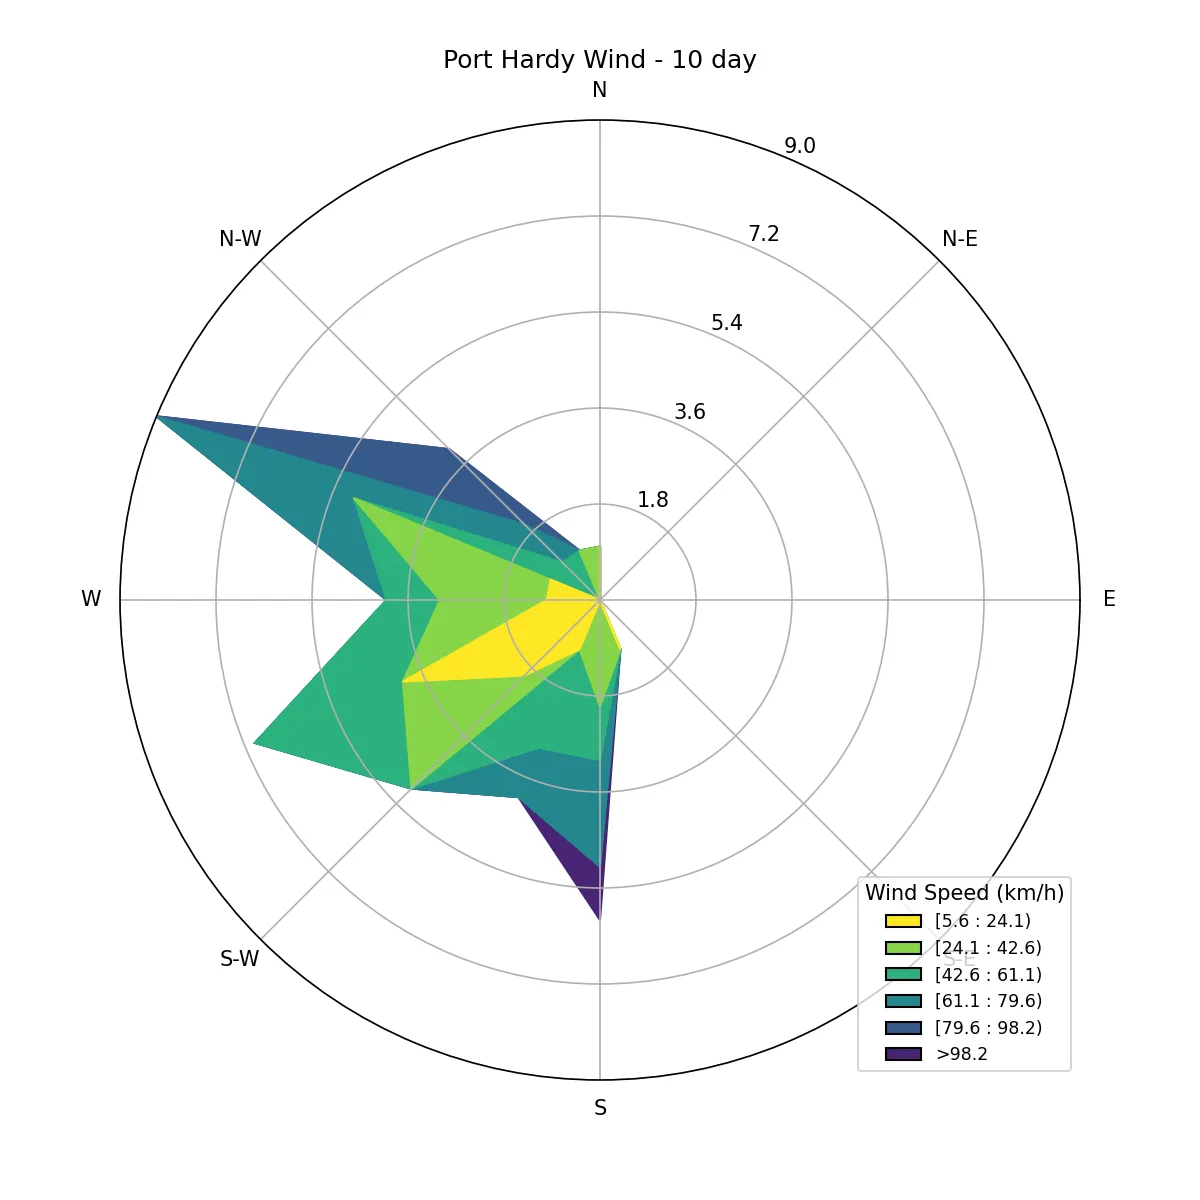 Port Hardy Wind - 10 day
N
9.0
7.2
N-W
N-E
5.4
3.6
1.8
W
E
Wind Speed (km/h)
[5.6 : 24.1)
[24.1 : 42.6)
S-W
S-E
[42.6 : 61.1)
[61.1 : 79.6)
[79.6 : 98.2)
>98.2
S